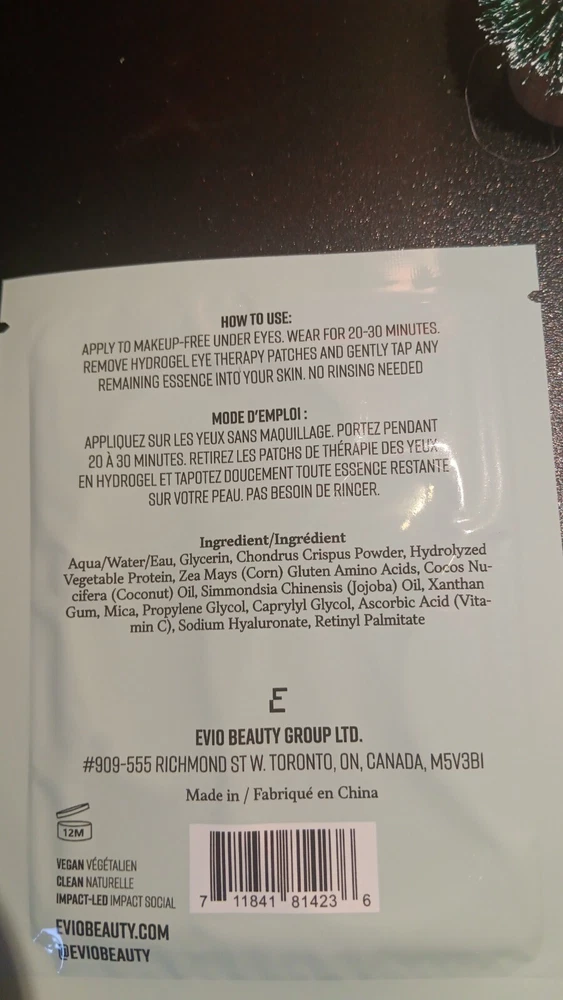 HOW TO USE:
APPLY TO MAKEUP-FREE UNDER EYES. WEAR FOR 20-30 MINUTES.
REMOVE HYDROGEL EYE THERAPY PATCHES AND GENTLY TAP ANY
REMAINING ESSENCE INTO YOUR SKIN. NO RINSING NEEDED
MODE D'EMPLOI :
APPLIQUEZ SUR LES YEUX SANS MAQUILLAGE. PORTEZ PENDANT
20 À 30 MINUTES. RETIREZ LES PATCHS DE THÉRAPIE DES YEUX
EN HYDROGEL ET TAPOTEZ DOUCEMENT TOUTE ESSENCE RESTANTE
SUR VOTRE PEAU. PAS BESOIN DE RINCER.
Ingredient/Ingrédient
Aqua/Water/Eau, Glycerin, Chondrus Crispus Powder, Hydrolyzed
Vegetable Protein, Zea Mays (Corn) Gluten Amino Acids, Cocos Nu-
cifera (Coconut) Oil, Simmondsia Chinensis (Jojoba) Oil, Xanthan
Gum, Mica, Propylene Glycol, Caprylyl Glycol, Ascorbic Acid (Vita-
min C), Sodium Hyaluronate, Retinyl Palmitate
E
EVIO BEAUTY GROUP LTD.
#909-555 RICHMOND ST W. TORONTO, ON, CANADA, M5V3B1
Made in / Fabriqué en China
12M
VEGAN VÉGÉTALIEN
CLEAN NATURELLE
IMPACT-LED IMPACT SOCIAL
7 11841 81423 6
EVIOBEAUTY.COM
@EVIOBEAUTY